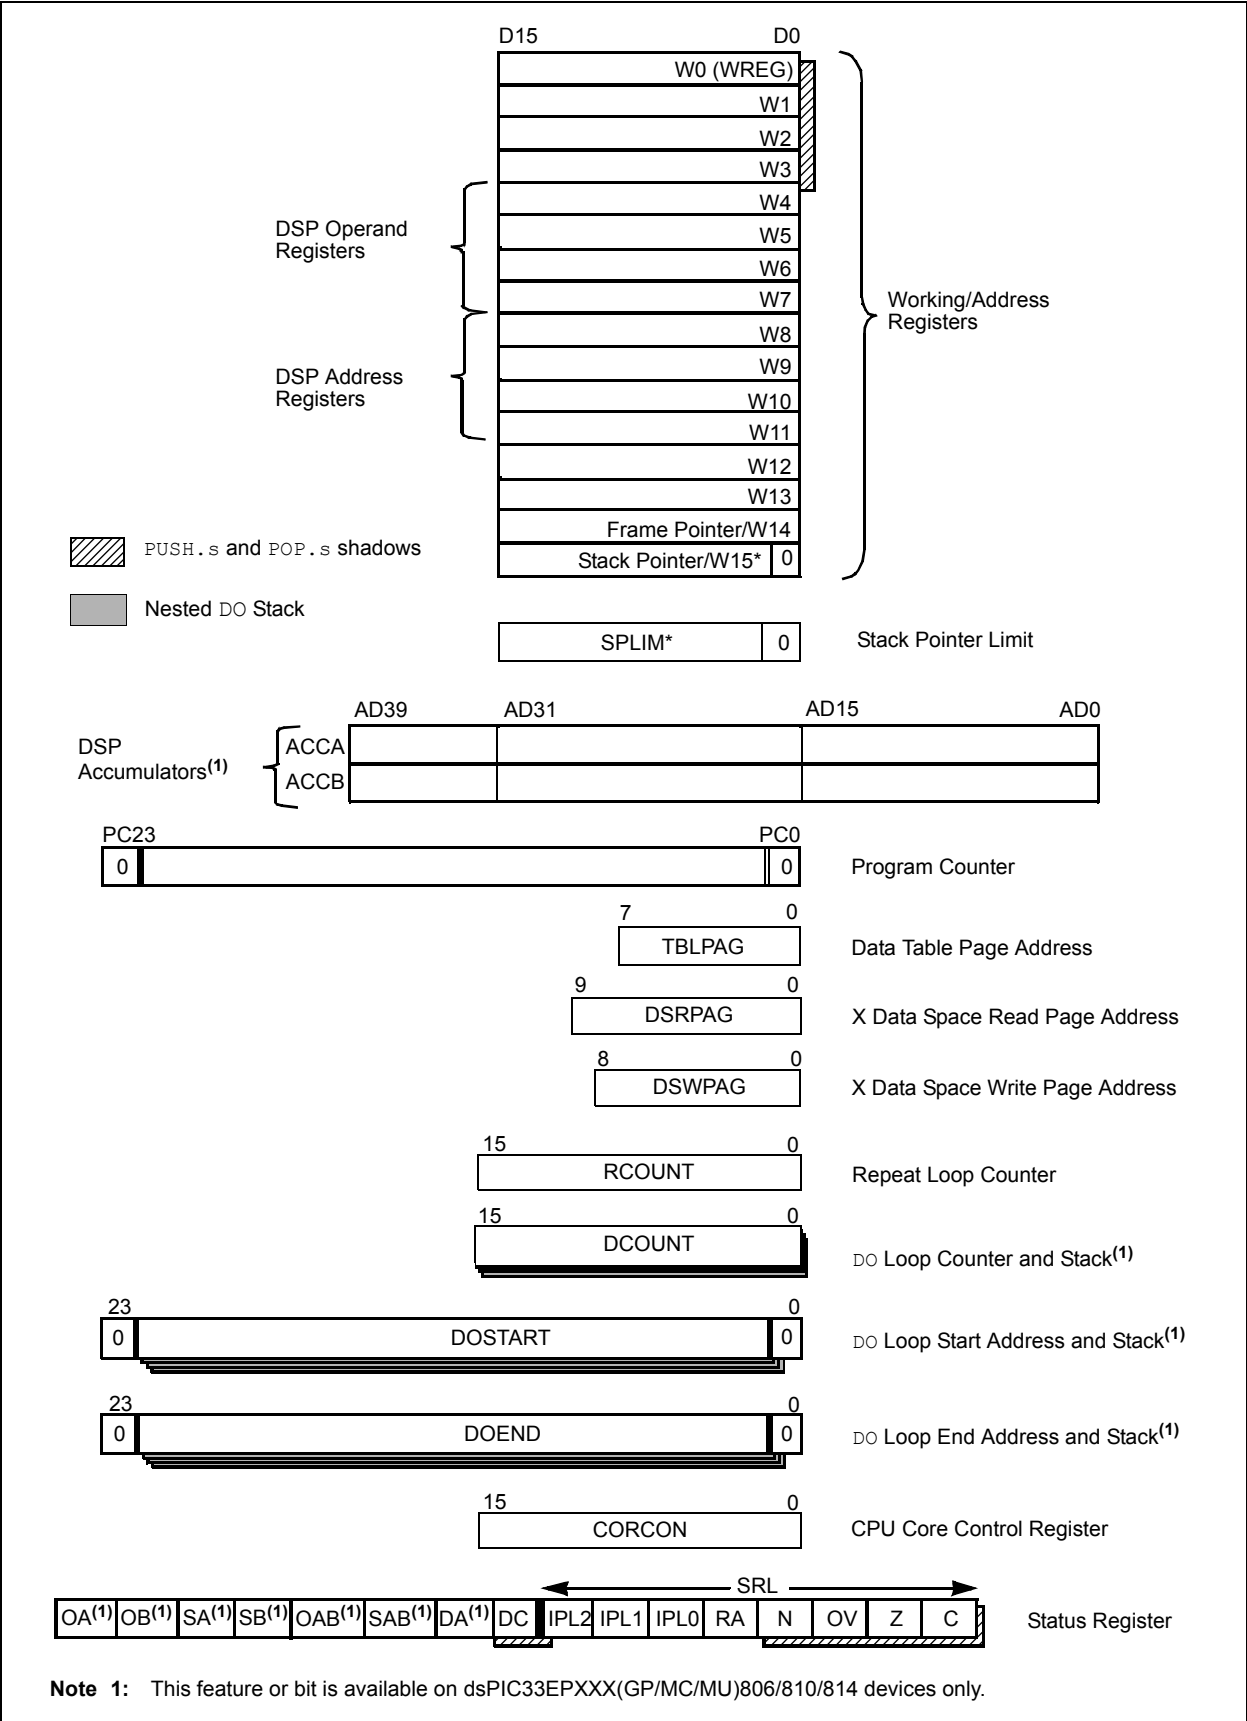 D15 D0
W0 (WREG)
W1
W2
W3
W4
DSP Operand
Registers
W5
W6
W7
Working/Address
Registers
W8
W9
DSP Address
Registers
W10
W11
W12
W13
Frame Pointer/W14
PUSH.s and POP.s shadows
Stack Pointer/W15* 0
Nested DO Stack
SPLIM* 0 Stack Pointer Limit
AD39 AD31 AD15 AD0
DSP
Accumulators(1)
ACCA
ACCB
PC23 PC0
0 0 Program Counter
7 0
TBLPAG Data Table Page Address
9 0
DSRPAG X Data Space Read Page Address
8 0
DSWPAG X Data Space Write Page Address
15 0
RCOUNT Repeat Loop Counter
15 0
DCOUNT DO Loop Counter and Stack(1)
23 0
0 DOSTART 0 DO Loop Start Address and Stack(1)
23 0
0 DOEND 0 DO Loop End Address and Stack(1)
15 0
CORCON CPU Core Control Register
SRL
OA(1) OB(1) SA(1) SB(1) OAB(1) SAB(1) DA(1) DC IPL2 IPL1 IPL0 RA N OV Z C Status Register
Note 1: This feature or bit is available on dsPIC33EPXXX(GP/MC/MU)806/810/814 devices only.